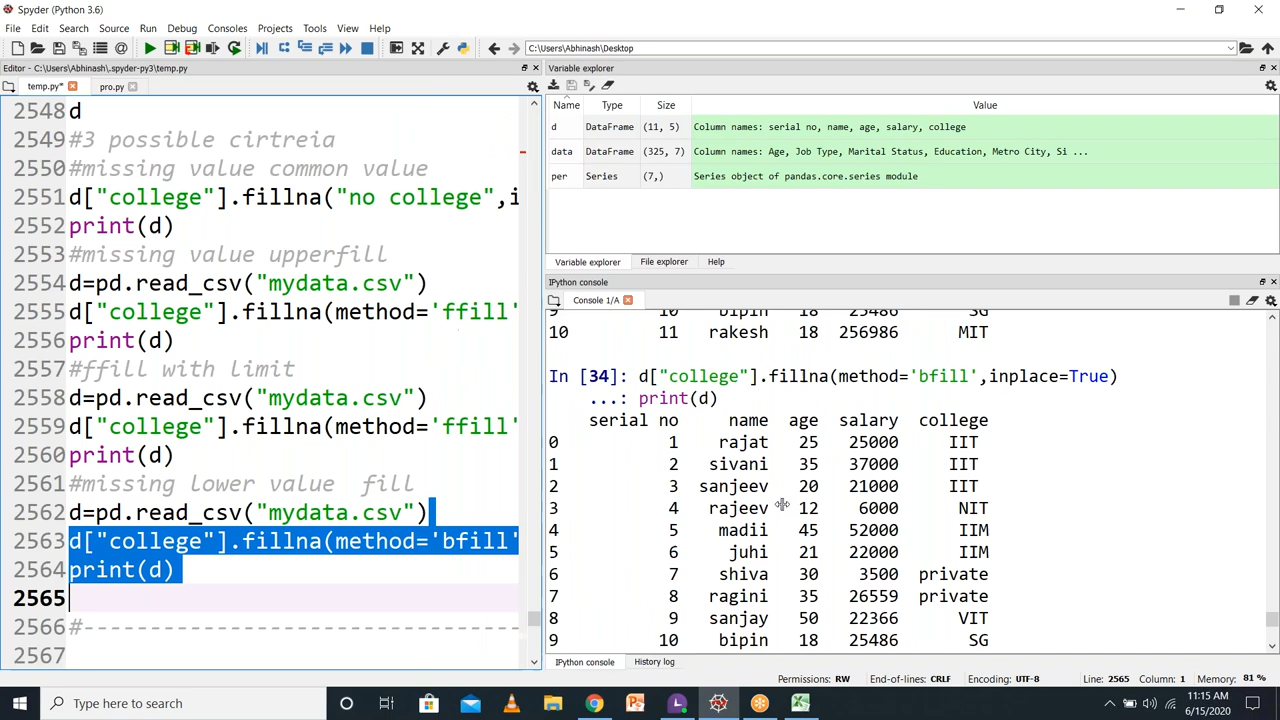 Spyder (Python 3.6)
File Edit Search Source Run Debug Consoles Projects Tools View Help
C:\Users\Abhinash\Desktop
Editor - C:\Users\Abhinash\.spyder-py3\temp.py
temp.py* pro.py
2548 d
2549 #3 possible cirtreia
2550 #missing value common value
2551 d["college"].fillna("no college",i
2552 print(d)
2553 #missing value upperfill
2554 d=pd.read_csv("mydata.csv")
2555 d["college"].fillna(method='ffill'
2556 print(d)
2557 #ffill with limit
2558 d=pd.read_csv("mydata.csv")
2559 d["college"].fillna(method='ffill'
2560 print(d)
2561 #missing lower value  fill
2562 d=pd.read_csv("mydata.csv")
2563 d["college"].fillna(method='bfill'
2564 print(d)
2565
2566 #---------------------------------
2567
Variable explorer
Name Type Size Value
d DataFrame (11, 5) Column names: serial no, name, age, salary, college
data DataFrame (325, 7) Column names: Age, Job Type, Marital Status, Education, Metro City, Si ...
per Series (7,) Series object of pandas.core.series module
Variable explorer File explorer Help
IPython console
Console 1/A
9 10 bipin 18 25486 SG
10 11 rakesh 18 256986 MIT
In [34]: d["college"].fillna(method='bfill',inplace=True)
...: print(d)
serial no name age salary college
0 1 rajat 25 25000 IIT
1 2 sivani 35 37000 IIT
2 3 sanjeev 20 21000 IIT
3 4 rajeev 12 6000 NIT
4 5 madii 45 52000 IIM
5 6 juhi 21 22000 IIM
6 7 shiva 30 3500 private
7 8 ragini 35 26559 private
8 9 sanjay 50 22366 VIT
9 10 bipin 18 25486 SG
IPython console History log
Permissions: RW End-of-lines: CRLF Encoding: UTF-8 Line: 2565 Column: 1 Memory: 81 %
Type here to search
11:15 AM
6/15/2020